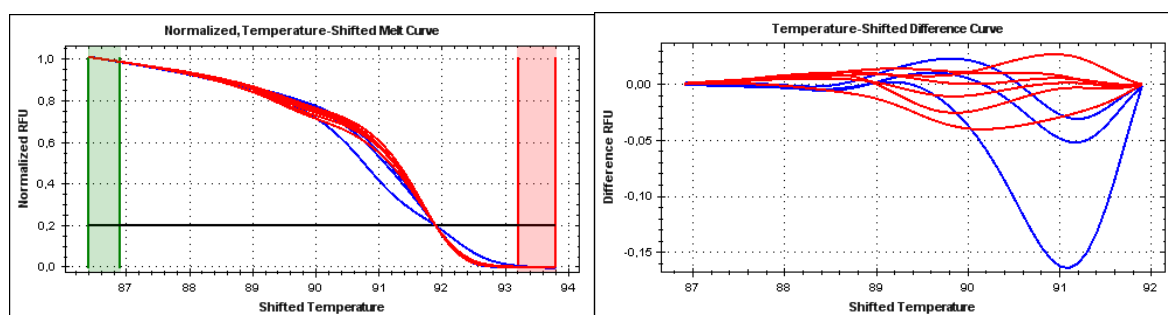 Normalized, Temperature-Shifted Melt Curve
Normalized RFU
1,0
0,8
0,6
0,4
0,2
0,0
87 88 89 90 91 92 93 94
Shifted Temperature
Temperature-Shifted Difference Curve
Difference RFU
0,00
-0,05
-0,10
-0,15
87 88 89 90 91 92
Shifted Temperature